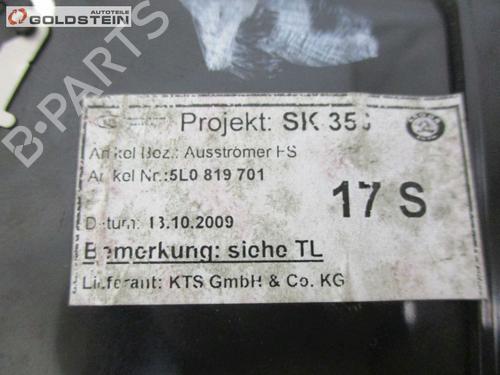 Autoteile
GOLDSTEIN
B-PARTS
Projekt: SK 35
Artikel Bez.: Ausströmer FS
Artikel Nr.:5L0 819 701
17 S
Datum: 13.10.2009
Bemerkung: siehe TL
Lieferant: KTS GmbH & Co. KG